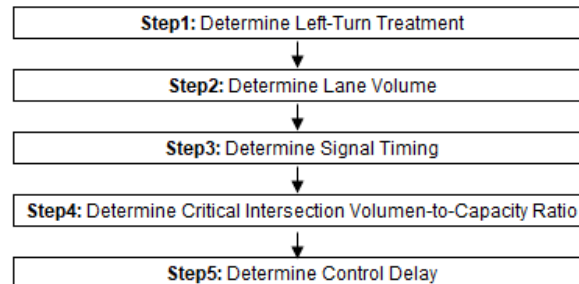 Step1: Determine Left-Turn Treatment
Step2: Determine Lane Volume
Step3: Determine Signal Timing
Step4: Determine Critical Intersection Volumen-to-Capacity Ratio
Step5: Determine Control Delay